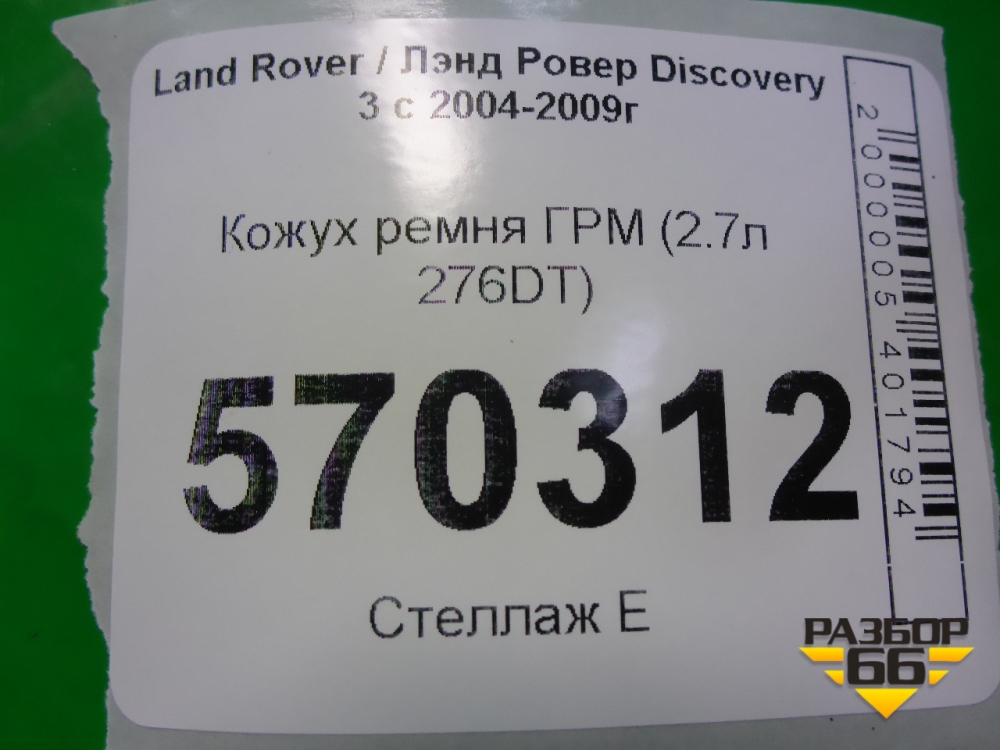 Land Rover / Лэнд Ровер Discovery
3 с 2004-2009г
Кожух ремня ГРМ (2.7л
276DT)
570312
Стеллаж Е
2000005401794
РАЗБОР
66